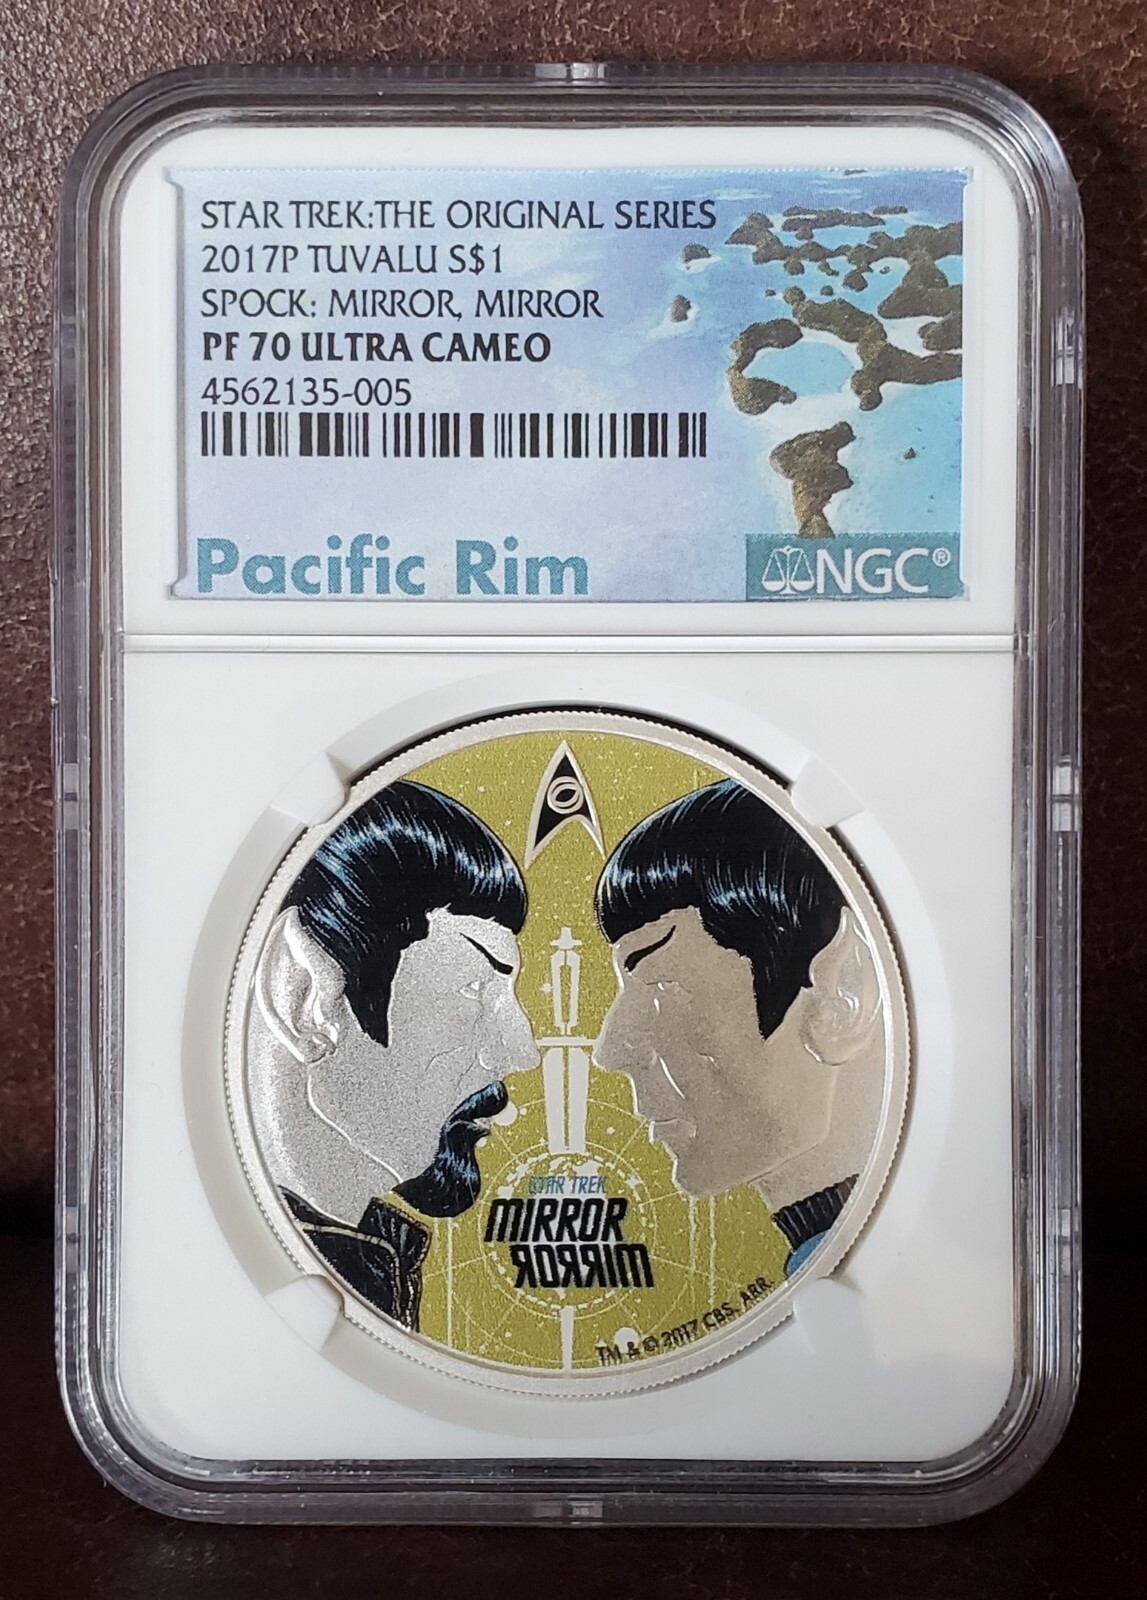 STAR TREK:THE ORIGINAL SERIES
2017P TUVALU S$1
SPOCK: MIRROR, MIRROR
PF 70 ULTRA CAMEO
4562135-005
Pacific Rim
NGC®
STAR TREK
MIRROR
MIRROR
TM & © 2017 CBS. ARR.